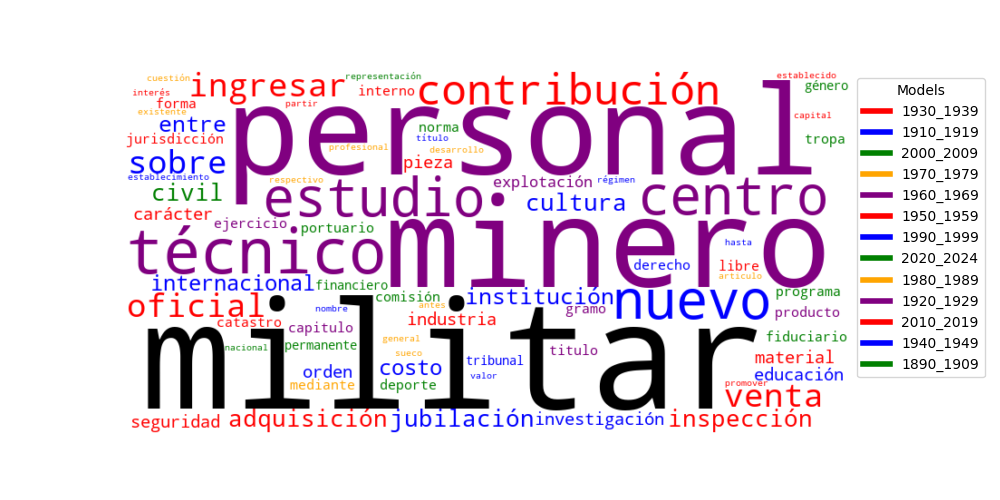 cuestión
representación
establecido
ingresar
contribución
género
interés
interno
forma
partir
personal
capital
existente
entre
norma
tropa
jurisdicción
título
profesional
desarrollo
sobre
pieza
establecimiento
respectivo
explotación
régimen
civil
estudio
centro
cultura
carácter
ejercicio
portuario
minero
técnico
hasta
derecho
libre
artículo
internacional
financiero
institución
nuevo
programa
comisión
oficial
nombre
antes
gramo
producto
catastro
industria
capitulo
militar
fiduciario
general
nacional
permanente
sueco
titulo
tribunal
material
orden
costo
valor
educación
mediante
deporte
promover
venta
seguridad
adquisición
jubilación
investigación
inspección
Models
1930_1939
1910_1919
2000_2009
1970_1979
1960_1969
1950_1959
1990_1999
2020_2024
1980_1989
1920_1929
2010_2019
1940_1949
1890_1909